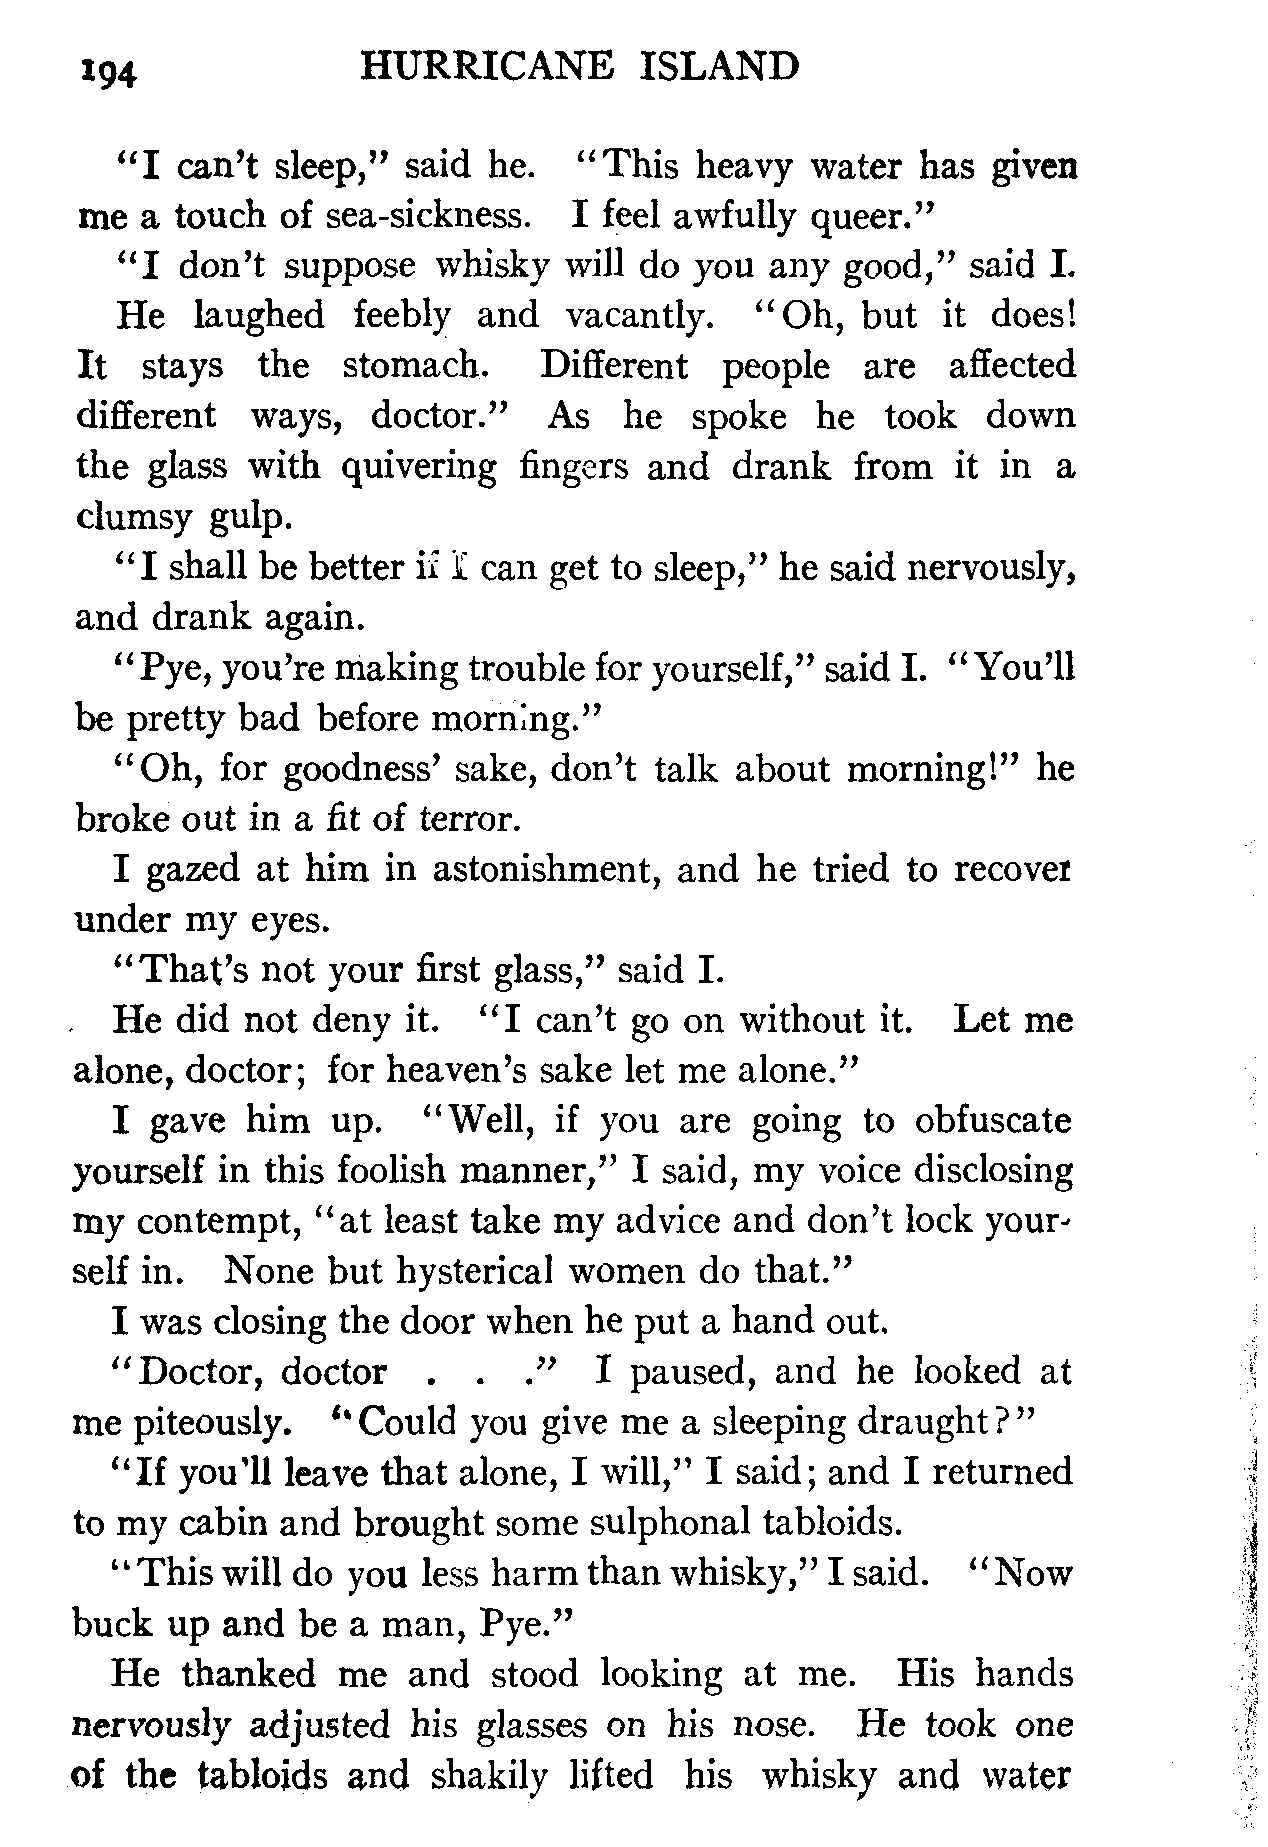 194 HURRICANE ISLAND
“I can't sleep,” said he. “This heavy water has given
me a touch of sea-sickness. I feel awfully queer.”
“I don't suppose whisky will do you any good,” said I.
He laughed feebly and vacantly. “Oh, but it does!
It stays the stomach. Different people are affected
different ways, doctor.” As he spoke he took down
the glass with quivering fingers and drank from it in a
clumsy gulp.
“I shall be better if I can get to sleep,” he said nervously,
and drank again.
“Pye, you're making trouble for yourself,” said I. “You'll
be pretty bad before morning.”
“Oh, for goodness' sake, don't talk about morning!” he
broke out in a fit of terror.
I gazed at him in astonishment, and he tried to recover
under my eyes.
“That's not your first glass,” said I.
He did not deny it. “I can't go on without it. Let me
alone, doctor; for heaven's sake let me alone.”
I gave him up. “Well, if you are going to obfuscate
yourself in this foolish manner,” I said, my voice disclosing
my contempt, “at least take my advice and don't lock your-
self in. None but hysterical women do that.”
I was closing the door when he put a hand out.
“Doctor, doctor . . .” I paused, and he looked at
me piteously. “Could you give me a sleeping draught?”
“If you'll leave that alone, I will,” I said; and I returned
to my cabin and brought some sulphonal tabloids.
“This will do you less harm than whisky,” I said. “Now
buck up and be a man, Pye.”
He thanked me and stood looking at me. His hands
nervously adjusted his glasses on his nose. He took one
of the tabloids and shakily lifted his whisky and water